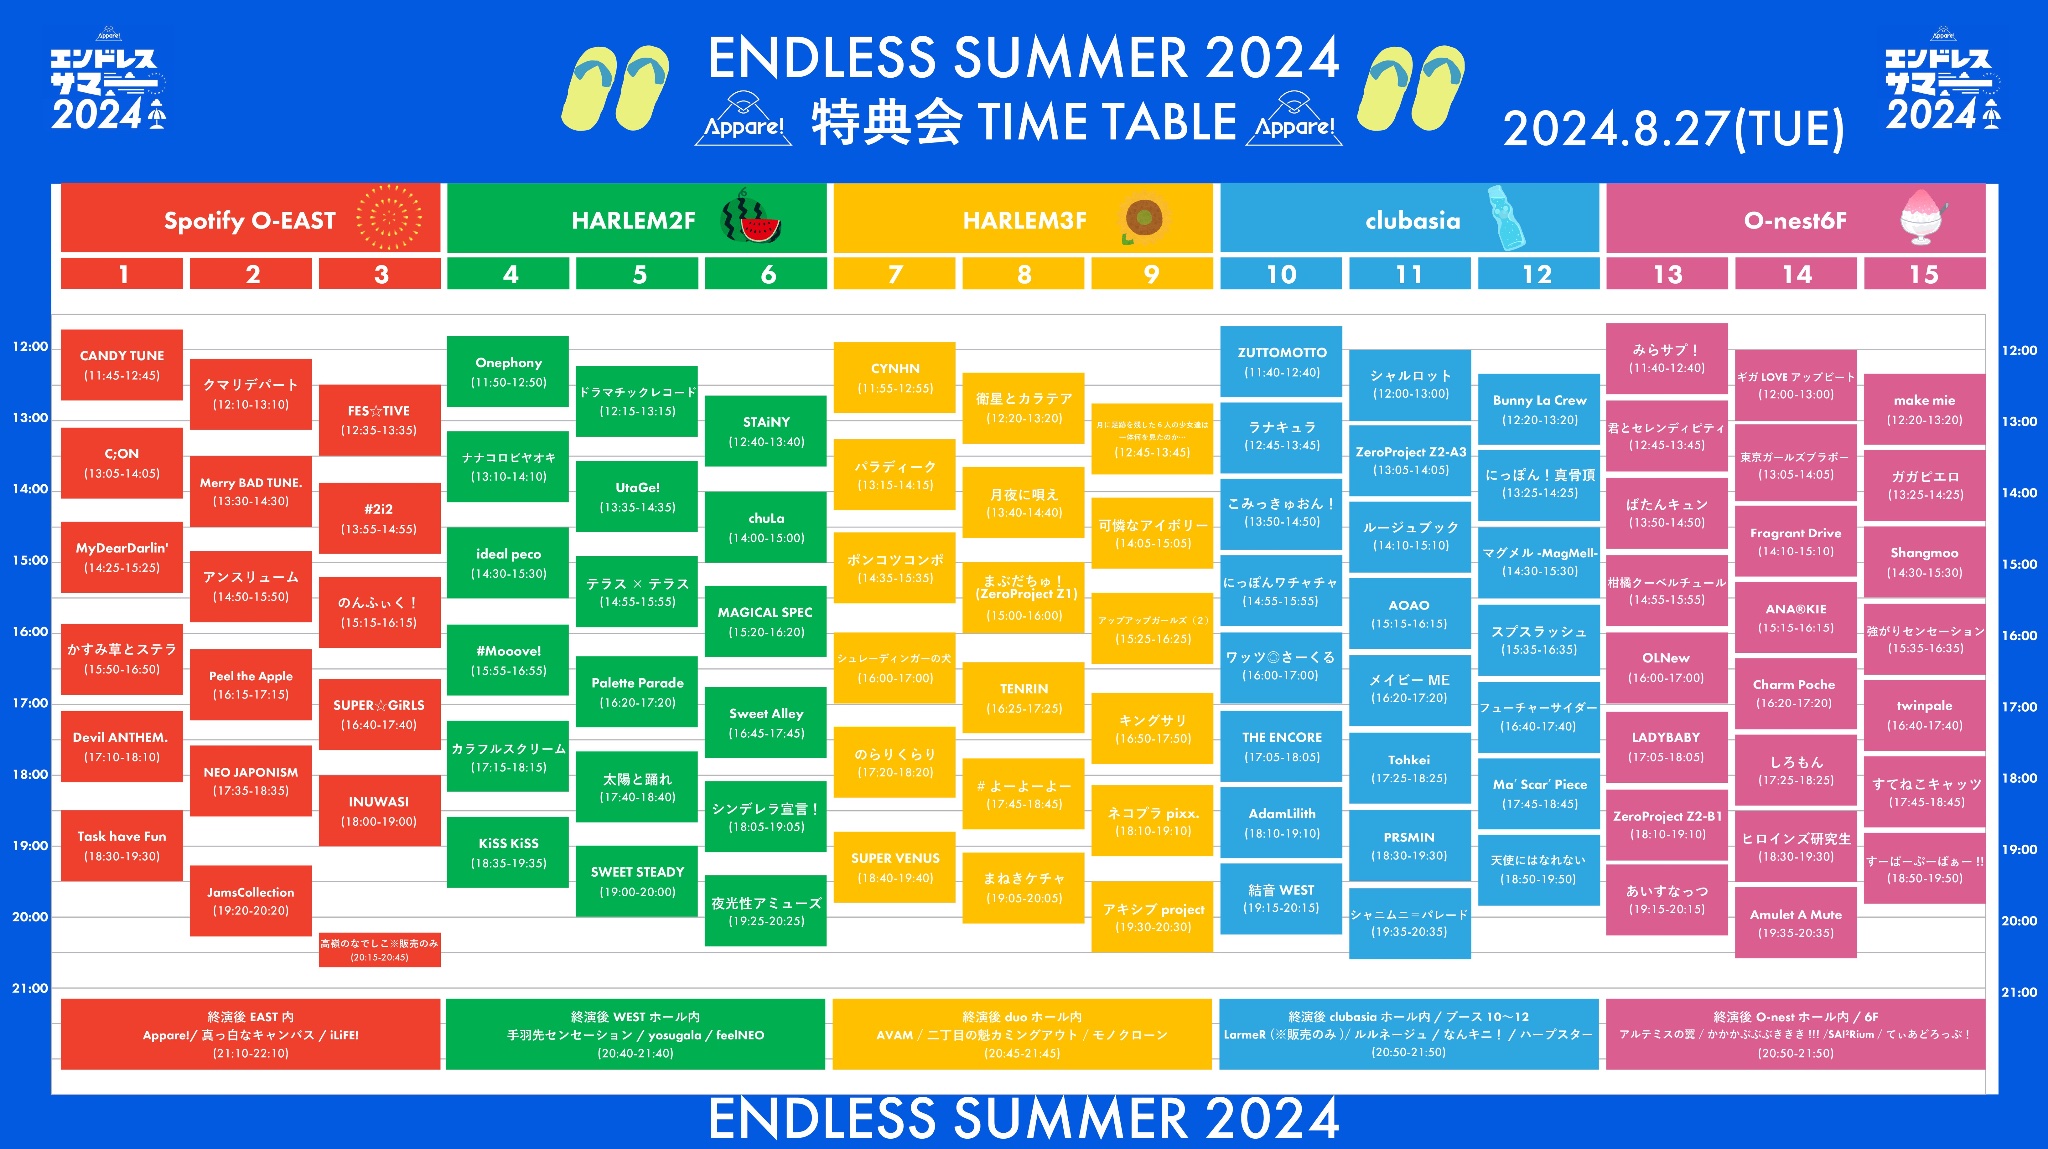 Appare!
エンドレス
サマー
2024
ENDLESS SUMMER 2024
Appare!
特典会 TIME TABLE
Appare!
2024.8.27(TUE)
Appare!
エンドレス
サマー
2024
Spotify O-EAST
HARLEM2F
HARLEM3F
clubasia
O-nest6F
1
2
3
4
5
6
7
8
9
10
11
12
13
14
15
12:00
13:00
14:00
15:00
16:00
17:00
18:00
19:00
20:00
21:00
CANDY TUNE
(11:45-12:45)
C;ON
(13:05-14:05)
MyDearDarlin'
(14:25-15:25)
かすみ草とステラ
(15:50-16:50)
Devil ANTHEM.
(17:10-18:10)
Task have Fun
(18:30-19:30)
クマリデパート
(12:10-13:10)
Merry BAD TUNE.
(13:30-14:30)
アンスリューム
(14:50-15:50)
Peel the Apple
(16:15-17:15)
NEO JAPONISM
(17:35-18:35)
JamsCollection
(19:20-20:20)
FES☆TIVE
(12:35-13:35)
#2i2
(13:55-14:55)
のんふぃく！
(15:15-16:15)
SUPER☆GiRLS
(16:40-17:40)
INUWASI
(18:00-19:00)
高嶺のなでしこ※販売のみ
(20:15-20:45)
Onephony
(11:50-12:50)
ナナコロビヤオキ
(13:10-14:10)
ideal peco
(14:30-15:30)
#Mooove!
(15:55-16:55)
カラフルスクリーム
(17:15-18:15)
KiSS KiSS
(18:35-19:35)
ドラマチックレコード
(12:15-13:15)
UtaGe!
(13:35-14:35)
テラス × テラス
(14:55-15:55)
Palette Parade
(16:20-17:20)
太陽と踊れ
(17:40-18:40)
SWEET STEADY
(19:00-20:00)
STAiNY
(12:40-13:40)
chuLa
(14:00-15:00)
MAGICAL SPEC
(15:20-16:20)
Sweet Alley
(16:45-17:45)
シンデレラ宣言！
(18:05-19:05)
夜光性アミューズ
(19:25-20:25)
CYNHN
(11:55-12:55)
パラディーク
(13:15-14:15)
ポンコツコンポ
(14:35-15:35)
シュレーディンガーの犬
(16:00-17:00)
のらりくらり
(17:20-18:20)
SUPER VENUS
(18:40-19:40)
衛星とカラテア
(12:20-13:20)
月夜に唄え
(13:40-14:40)
まぶだちゅ！
(ZeroProject Z1)
(15:00-16:00)
TENRIN
(16:25-17:25)
# よーよーよー
(17:45-18:45)
まねきケチャ
(19:05-20:05)
月に足跡を残した６人の少女達は
一体何を見たのか…
(12:45-13:45)
可憐なアイボリー
(14:05-15:05)
アップアップガールズ（２）
(15:25-16:25)
キングサリ
(16:50-17:50)
ネコプラ pixx.
(18:10-19:10)
アキシブ project
(19:30-20:30)
ZUTTOMOTTO
(11:40-12:40)
ラナキュラ
(12:45-13:45)
こみっきゅおん！
(13:50-14:50)
にっぽんワチャチャ
(14:55-15:55)
ワッツ◎さーくる
(16:00-17:00)
THE ENCORE
(17:05-18:05)
AdamLilith
(18:10-19:10)
結音 WEST
(19:15-20:15)
シャルロット
(12:00-13:00)
ZeroProject Z2-A3
(13:05-14:05)
ルージュブック
(14:10-15:10)
AOAO
(15:15-16:15)
メイビー ME
(16:20-17:20)
Tohkei
(17:25-18:25)
PRSMIN
(18:30-19:30)
シャニムニ＝パレード
(19:35-20:35)
Bunny La Crew
(12:20-13:20)
にっぽん！真骨頂
(13:25-14:25)
マグメル -MagMell-
(14:30-15:30)
スプスラッシュ
(15:35-16:35)
フューチャーサイダー
(16:40-17:40)
Ma' Scar' Piece
(17:45-18:45)
天使にはなれない
(18:50-19:50)
みらサプ！
(11:40-12:40)
君とセレンディピティ
(12:45-13:45)
ばたんキュン
(13:50-14:50)
柑橘クーベルチュール
(14:55-15:55)
OLNew
(16:00-17:00)
LADYBABY
(17:05-18:05)
ZeroProject Z2-B1
(18:10-19:10)
あいすなっつ
(19:15-20:15)
ギガ LOVE アップビート
(12:00-13:00)
東京ガールズブラボー
(13:05-14:05)
Fragrant Drive
(14:10-15:10)
ANA®KIE
(15:15-16:15)
Charm Poche
(16:20-17:20)
しろもん
(17:25-18:25)
ヒロインズ研究生
(18:30-19:30)
Amulet A Mute
(19:35-20:35)
make mie
(12:20-13:20)
ガガピエロ
(13:25-14:25)
Shangmoo
(14:30-15:30)
強がりセンセーション
(15:35-16:35)
twinpale
(16:40-17:40)
すてねこキャッツ
(17:45-18:45)
すーぱーぷーばぁー !!
(18:50-19:50)
12:00
13:00
14:00
15:00
16:00
17:00
18:00
19:00
20:00
21:00
終演後 EAST 内
Appare!/ 真っ白なキャンバス / iLiFE!
(21:10-22:10)
終演後 WEST ホール内
手羽先センセーション / yosugala / feelNEO
(20:40-21:40)
終演後 duo ホール内
AVAM / 二丁目の魁カミングアウト / モノクローン
(20:45-21:45)
終演後 clubasia ホール内 / ブース 10～12
LarmeR（※販売のみ）/ ルルネージュ / なんキニ！ / ハープスター
(20:50-21:50)
終演後 O-nest ホール内 / 6F
アルテミスの翼 / かかかぶぶぶききき !!! /SAI²Rium / てぃあどろっぷ！
(20:50-21:50)
ENDLESS SUMMER 2024